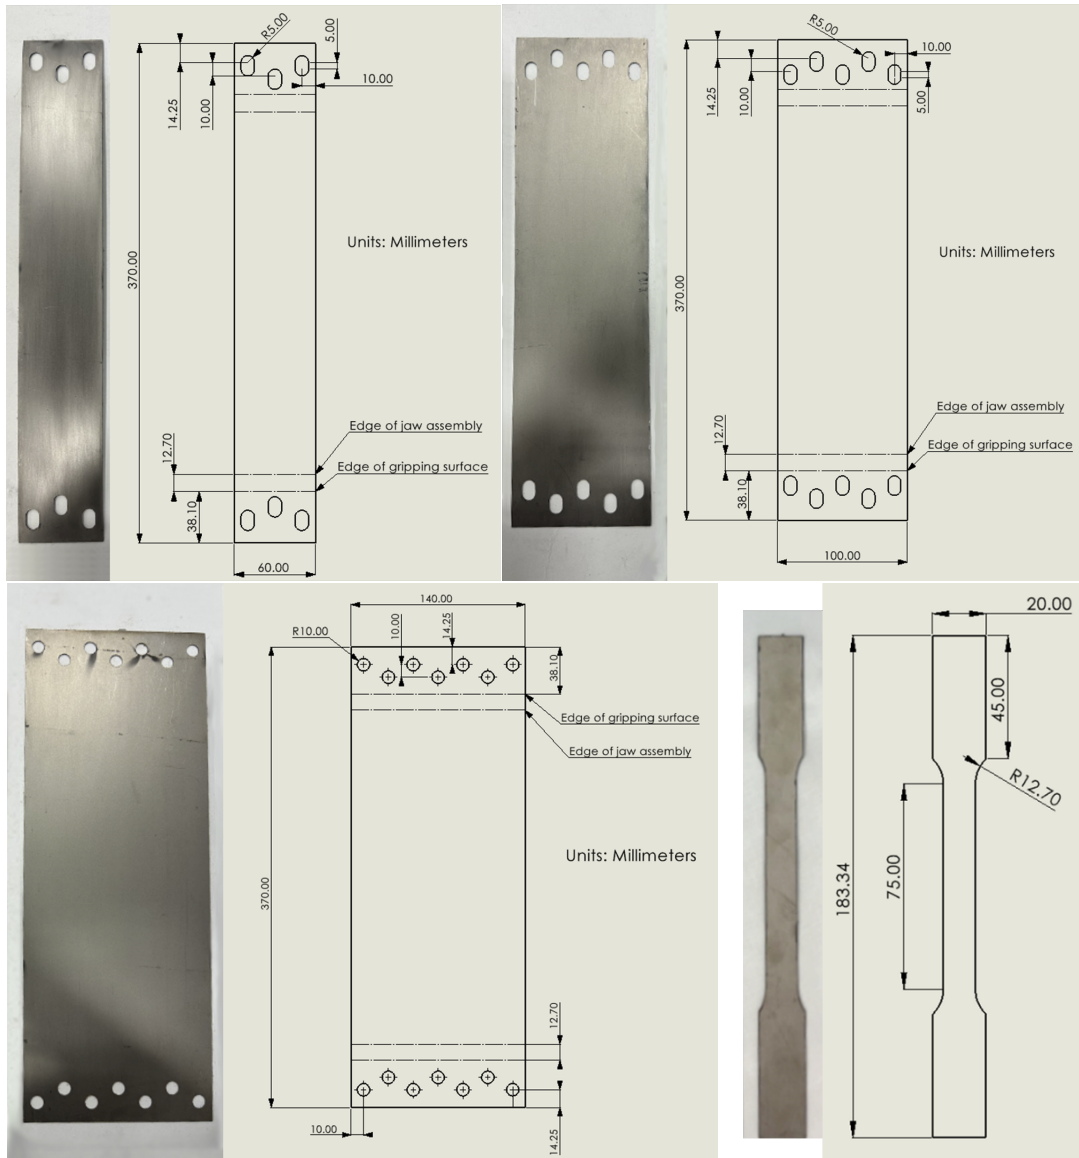 R5.00
5.00
10.00
14.25
10.00
370.00
Units: Millimeters
12.70
Edge of jaw assembly
Edge of gripping surface
38.10
60.00
R5.00
10.00
14.25
10.00
5.00
370.00
Units: Millimeters
12.70
Edge of jaw assembly
Edge of gripping surface
38.10
100.00
140.00
R10.00
10.00
14.25
38.10
Edge of gripping surface
Edge of jaw assembly
370.00
Units: Millimeters
12.70
10.00
14.25
20.00
45.00
R12.70
75.00
183.34